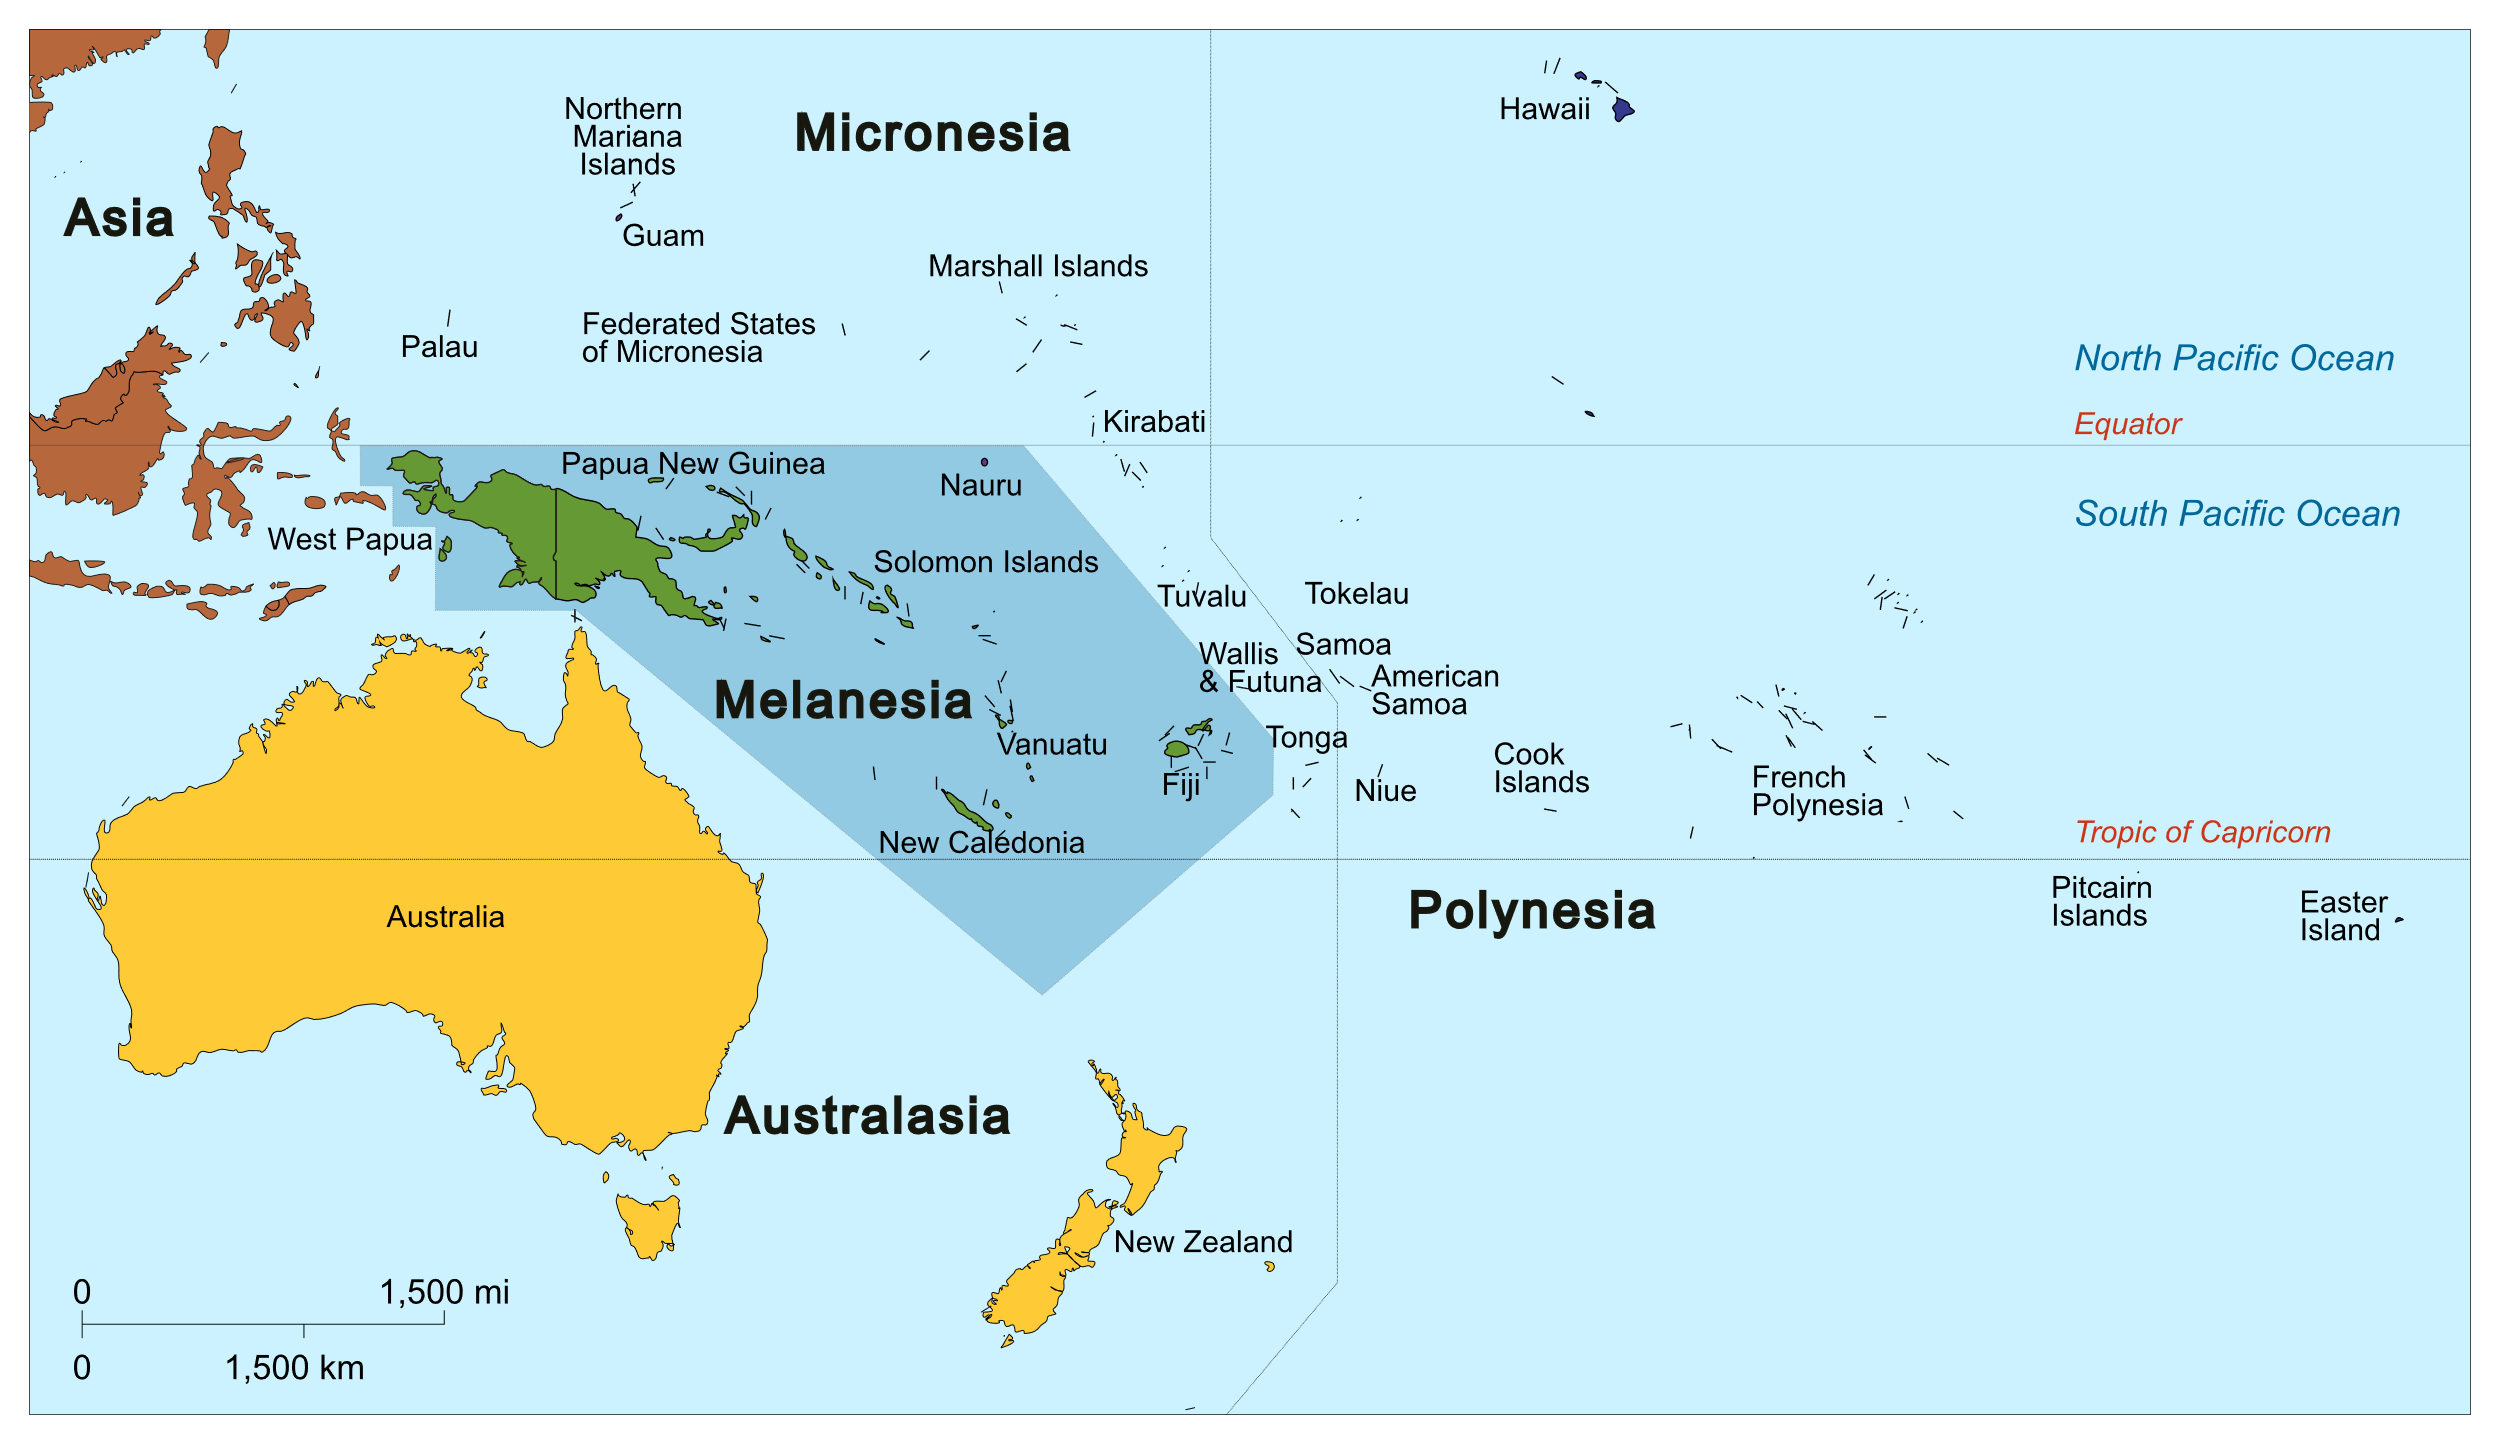 Northern
Mariana
Islands
Micronesia
Hawaii
Asia
Guam
Marshall Islands
Palau
Federated States
of Micronesia
North Pacific Ocean
Kirabati
Equator
Papua New Guinea
Nauru
South Pacific Ocean
West Papua
Solomon Islands
Tuvalu
Tokelau
Samoa
Wallis
& Futuna
American
Samoa
Melanesia
Vanuatu
Tonga
Fiji
Niue
Cook
Islands
French
Polynesia
New Caledonia
Tropic of Capricorn
Australia
Polynesia
Pitcairn
Islands
Easter
Island
Australasia
New Zealand
0 1,500 mi
0 1,500 km